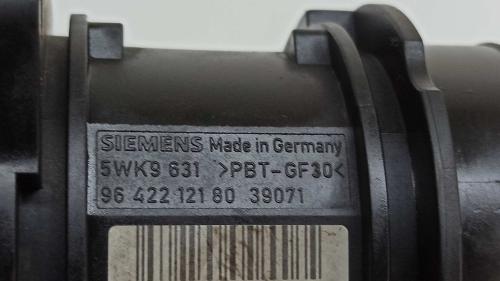 SIEMENS Made in Germany
5WK9 631 >PBT-GF30<
96 422 121 80 39071